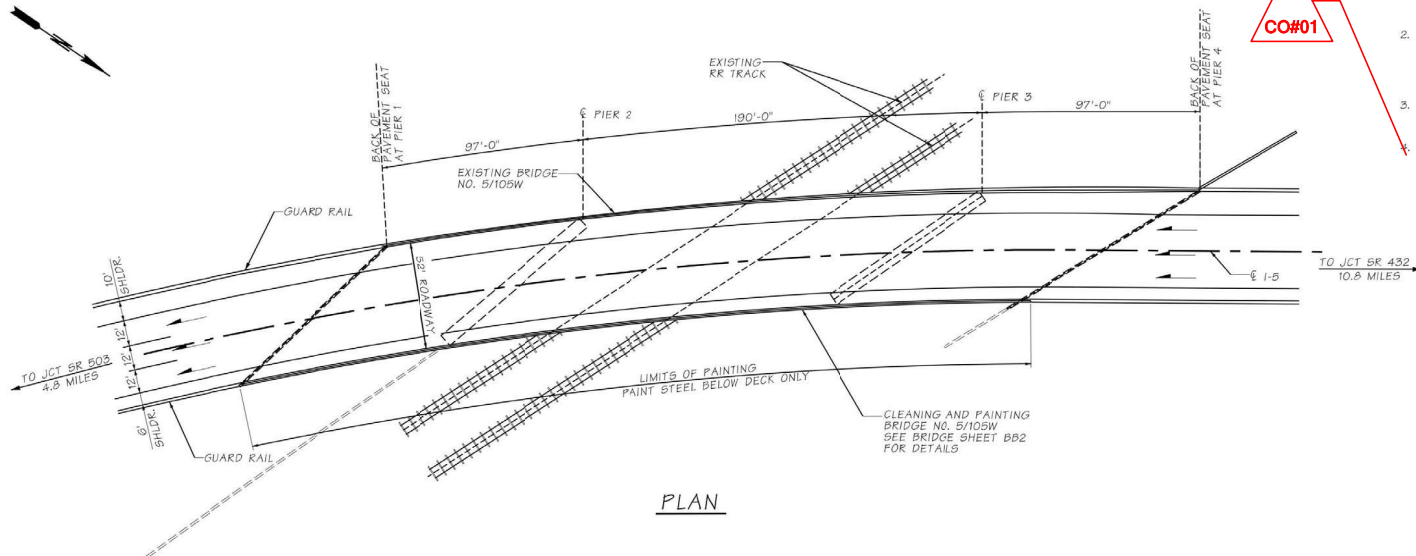 N
BACK OF
PAVEMENT SEAT
AT PIER 1
97'-0"
℄ PIER 2
190'-0"
EXISTING
RR TRACK
℄ PIER 3
97'-0"
BACK OF
PAVEMENT SEAT
AT PIER 4
CO#01
2.
3.
4.
EXISTING BRIDGE
NO. 5/105W
GUARD RAIL
10'
SHLDR.
12'
12'
12'
6'
SHLDR.
52' ROADWAY
TO JCT SR 503
4.8 MILES
GUARD RAIL
LIMITS OF PAINTING
PAINT STEEL BELOW DECK ONLY
℄ I-5
TO JCT SR 432
10.8 MILES
CLEANING AND PAINTING
BRIDGE NO. 5/105W
SEE BRIDGE SHEET BB2
FOR DETAILS
PLAN